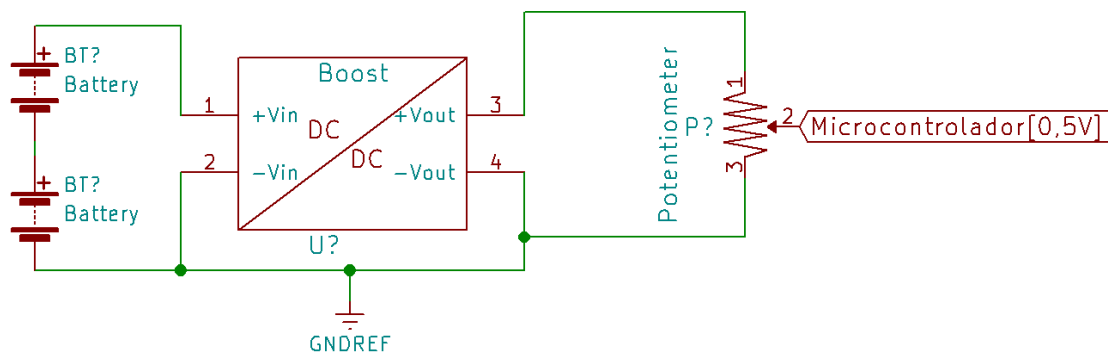 +
BT?
Battery
+
BT?
Battery
Boost
1
+Vin
DC
+Vout
3
2
-Vin
DC
-Vout
4
U?
GNDREF
Potentiometer
P?
1
2
3
Microcontrolador[0,5V]